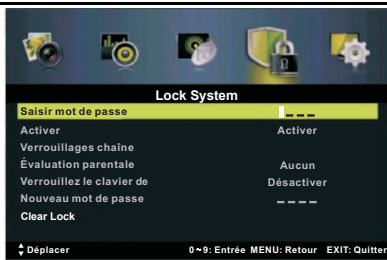 Lock System
Saisir mot de passe _ _ _
Activer Activer
Verrouillages chaîne
Évaluation parentale Aucun
Verrouillez le clavier de Désactiver
Nouveau mot de passe _ _ _ _
Clear Lock
Déplacer 0~9: Entrée MENU: Retour EXIT: Quitter